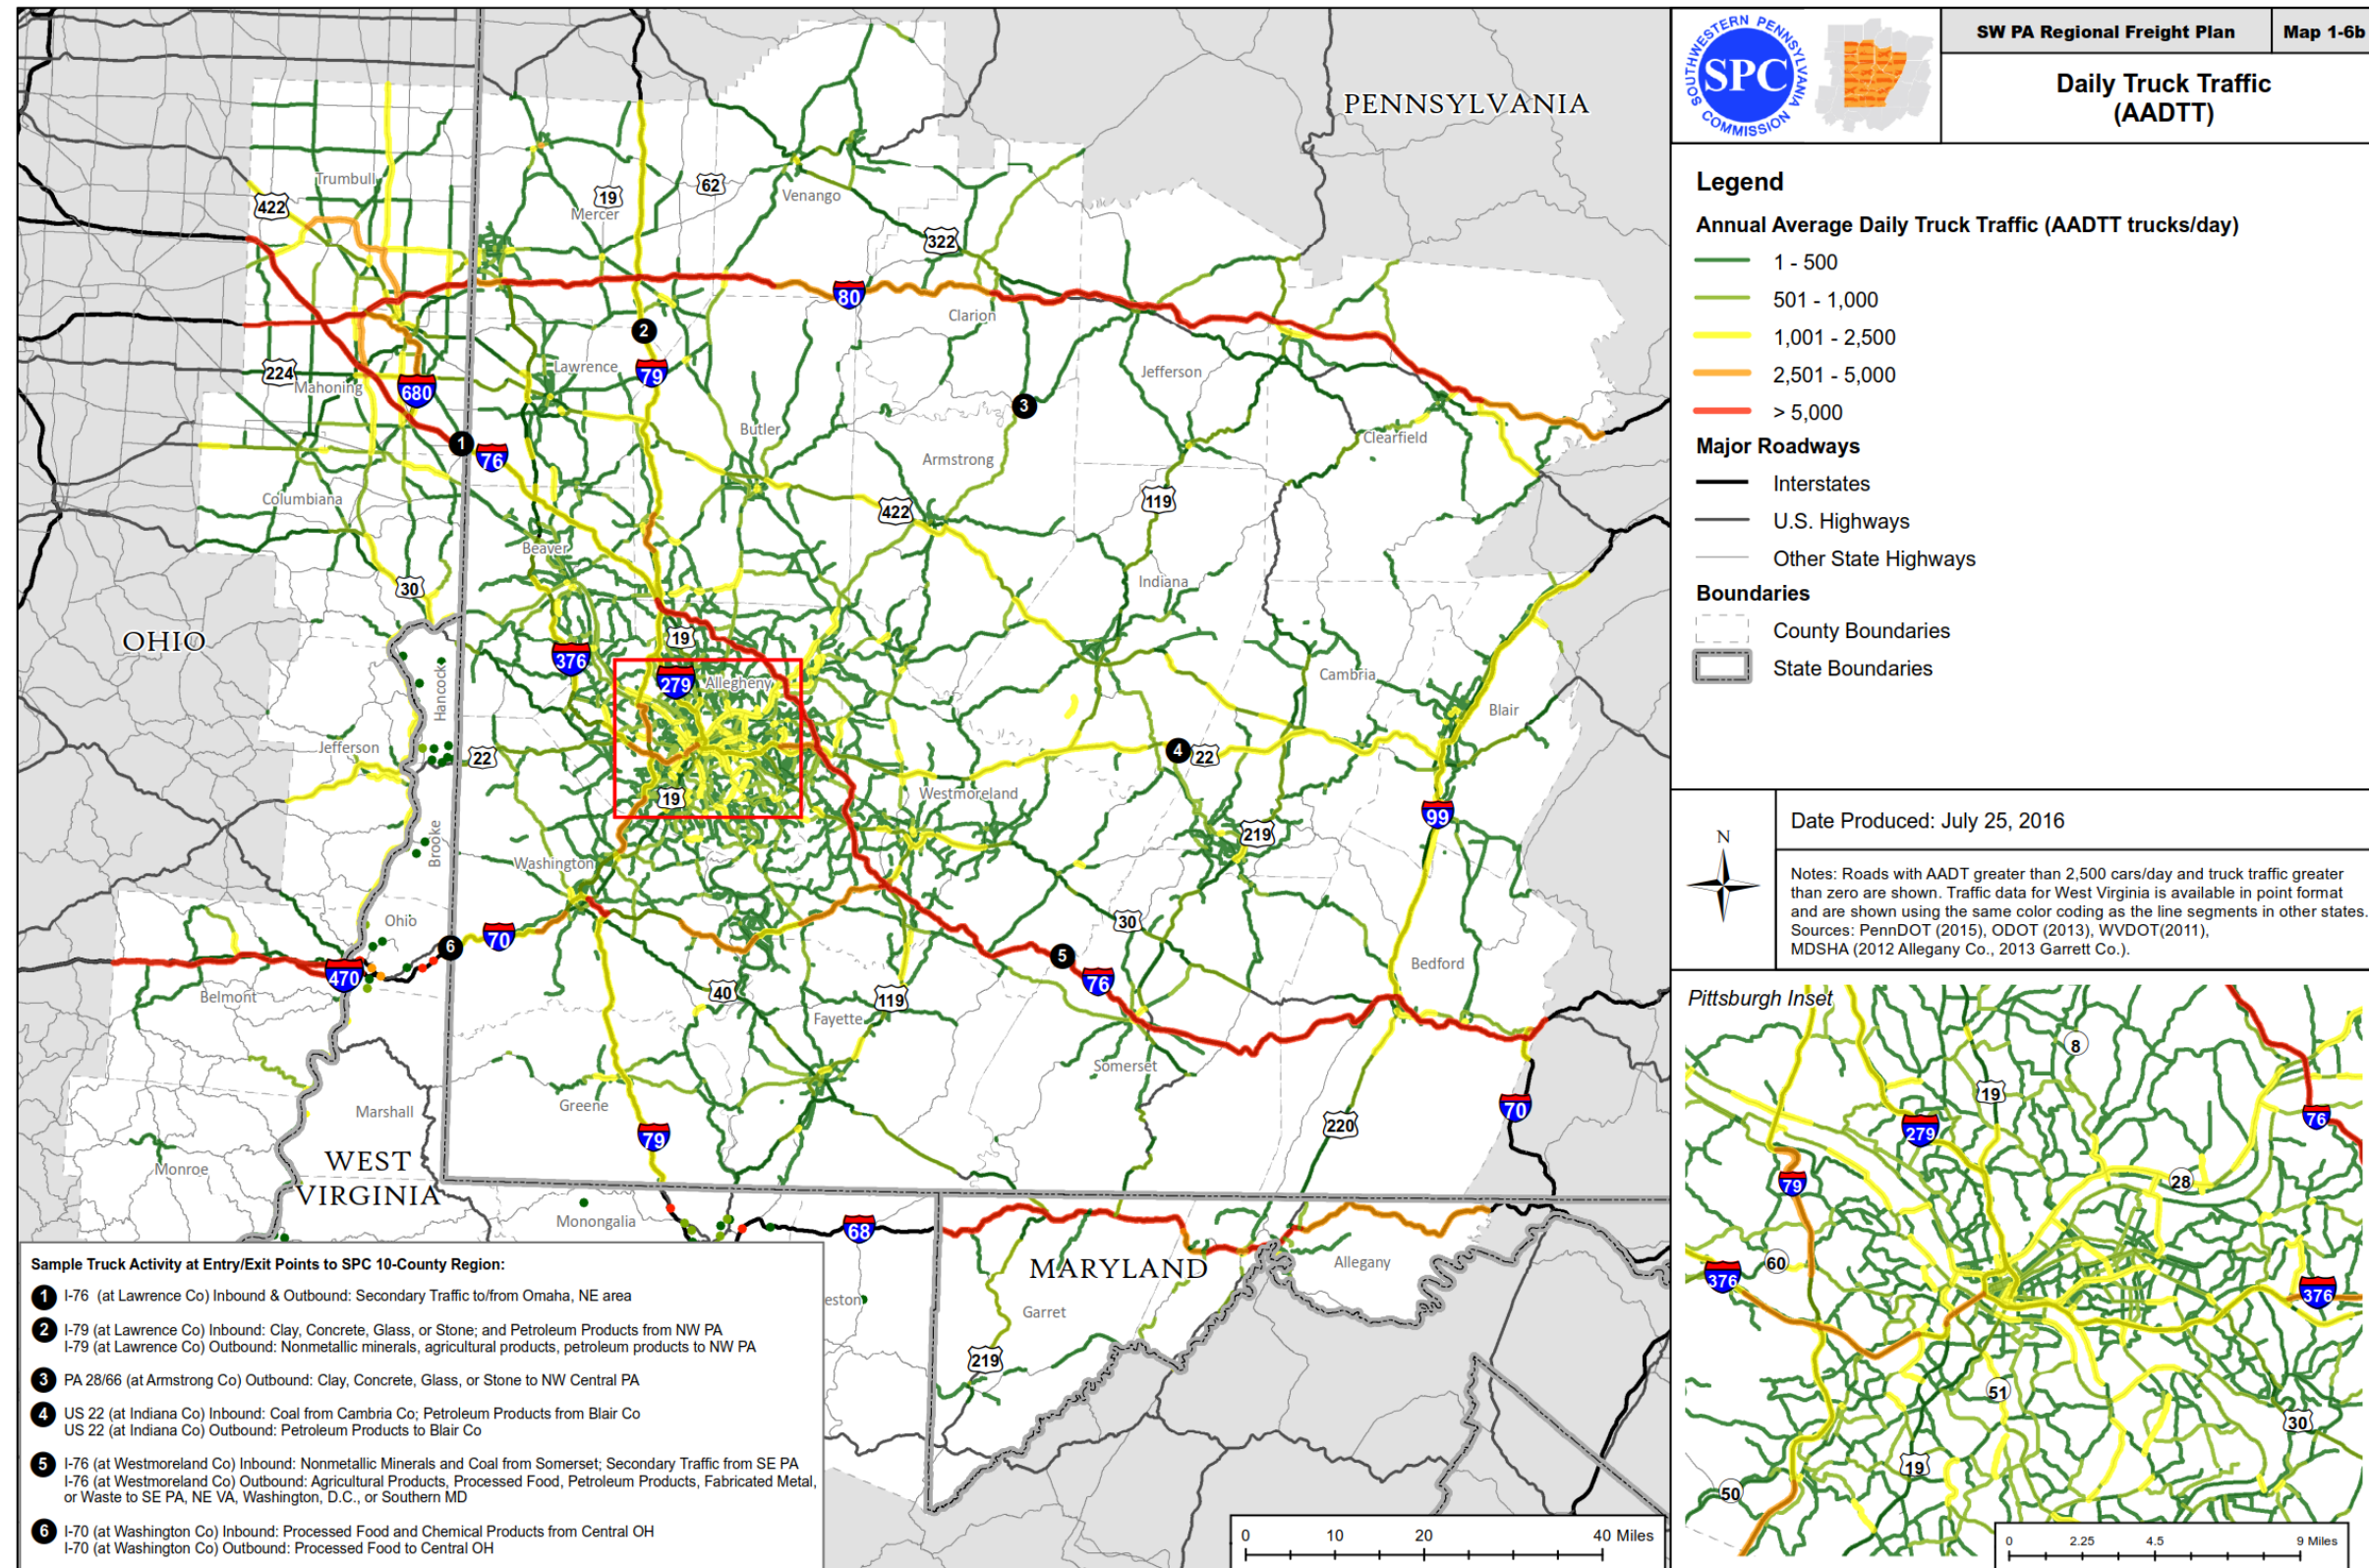 SOUTHWESTERN PENNSYLVANIA
SPC
COMMISSION
SW PA Regional Freight Plan
Map 1-6b
Daily Truck Traffic
(AADTT)
Legend
Annual Average Daily Truck Traffic (AADTT trucks/day)
1 - 500
501 - 1,000
1,001 - 2,500
2,501 - 5,000
> 5,000
Major Roadways
Interstates
U.S. Highways
Other State Highways
Boundaries
County Boundaries
State Boundaries
N
Date Produced: July 25, 2016
Notes: Roads with AADT greater than 2,500 cars/day and truck traffic greater
than zero are shown. Traffic data for West Virginia is available in point format
and are shown using the same color coding as the line segments in other states.
Sources: PennDOT (2015), ODOT (2013), WVDOT(2011),
MDSHA (2012 Allegany Co., 2013 Garrett Co.).
Pittsburgh Inset
8
19
76
279
28
79
60
376
376
51
30
19
50
0 2.25 4.5 9 Miles
PENNSYLVANIA
Trumbull
422
19
Mercer
62
Venango
322
80
Clarion
2
224
Mahoning
680
Lawrence
79
Jefferson
3
1
76
Butler
Armstrong
Clearfield
Columbiana
422
119
Beaver
30
Indiana
OHIO
19
376
279
Allegheny
Hancock
Cambria
Blair
Jefferson
22
4
22
19
Westmoreland
99
219
Brooke
Washington
Ohio
30
6
70
5
470
76
Bedford
Belmont
40
119
Fayette
Somerset
Marshall
Greene
70
79
220
Monroe
WEST
VIRGINIA
Monongalia
68
MARYLAND
Allegany
eston
Garret
219
Sample Truck Activity at Entry/Exit Points to SPC 10-County Region:
1 I-76 (at Lawrence Co) Inbound & Outbound: Secondary Traffic to/from Omaha, NE area
2 I-79 (at Lawrence Co) Inbound: Clay, Concrete, Glass, or Stone; and Petroleum Products from NW PA
I-79 (at Lawrence Co) Outbound: Nonmetallic minerals, agricultural products, petroleum products to NW PA
3 PA 28/66 (at Armstrong Co) Outbound: Clay, Concrete, Glass, or Stone to NW Central PA
4 US 22 (at Indiana Co) Inbound: Coal from Cambria Co; Petroleum Products from Blair Co
US 22 (at Indiana Co) Outbound: Petroleum Products to Blair Co
5 I-76 (at Westmoreland Co) Inbound: Nonmetallic Minerals and Coal from Somerset; Secondary Traffic from SE PA
I-76 (at Westmoreland Co) Outbound: Agricultural Products, Processed Food, Petroleum Products, Fabricated Metal,
or Waste to SE PA, NE VA, Washington, D.C., or Southern MD
6 I-70 (at Washington Co) Inbound: Processed Food and Chemical Products from Central OH
I-70 (at Washington Co) Outbound: Processed Food to Central OH
0 10 20 40 Miles